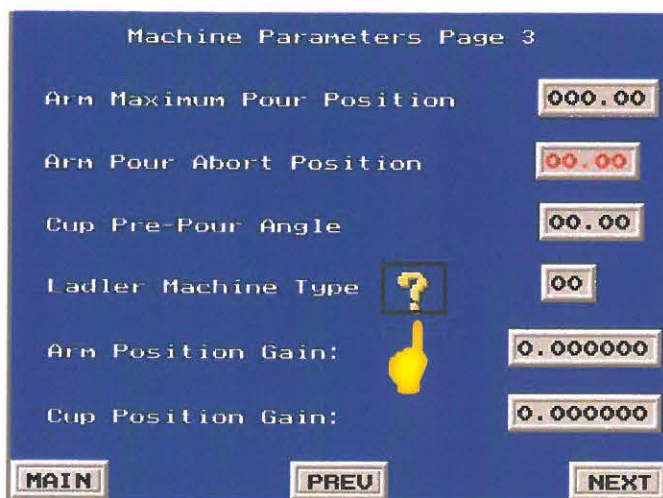 Machine Parameters Page 3
Arm Maximum Pour Position 000.00
Arm Pour Abort Position 00.00
Cup Pre-Pour Angle 00.00
Ladler Machine Type ? 00
Arm Position Gain: 0.000000
Cup Position Gain: 0.000000
MAIN PREV NEXT